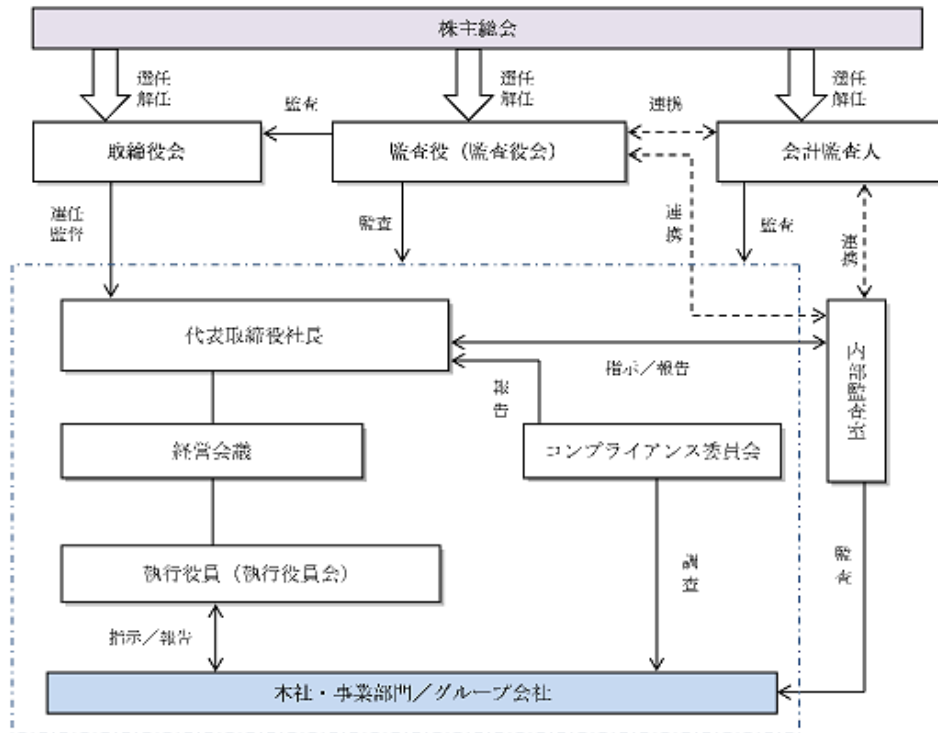 株主総会
選任
解任
選任
解任
選任
解任
監査
連携
取締役会
監査役（監査役会）
会計監査人
選任
監督
監査
連携
監査
連携
代表取締役社長
指示／報告
報告
内部監査室
経営会議
コンプライアンス委員会
執行役員（執行役員会）
調査
監査
指示／報告
本社・事業部門／グループ会社